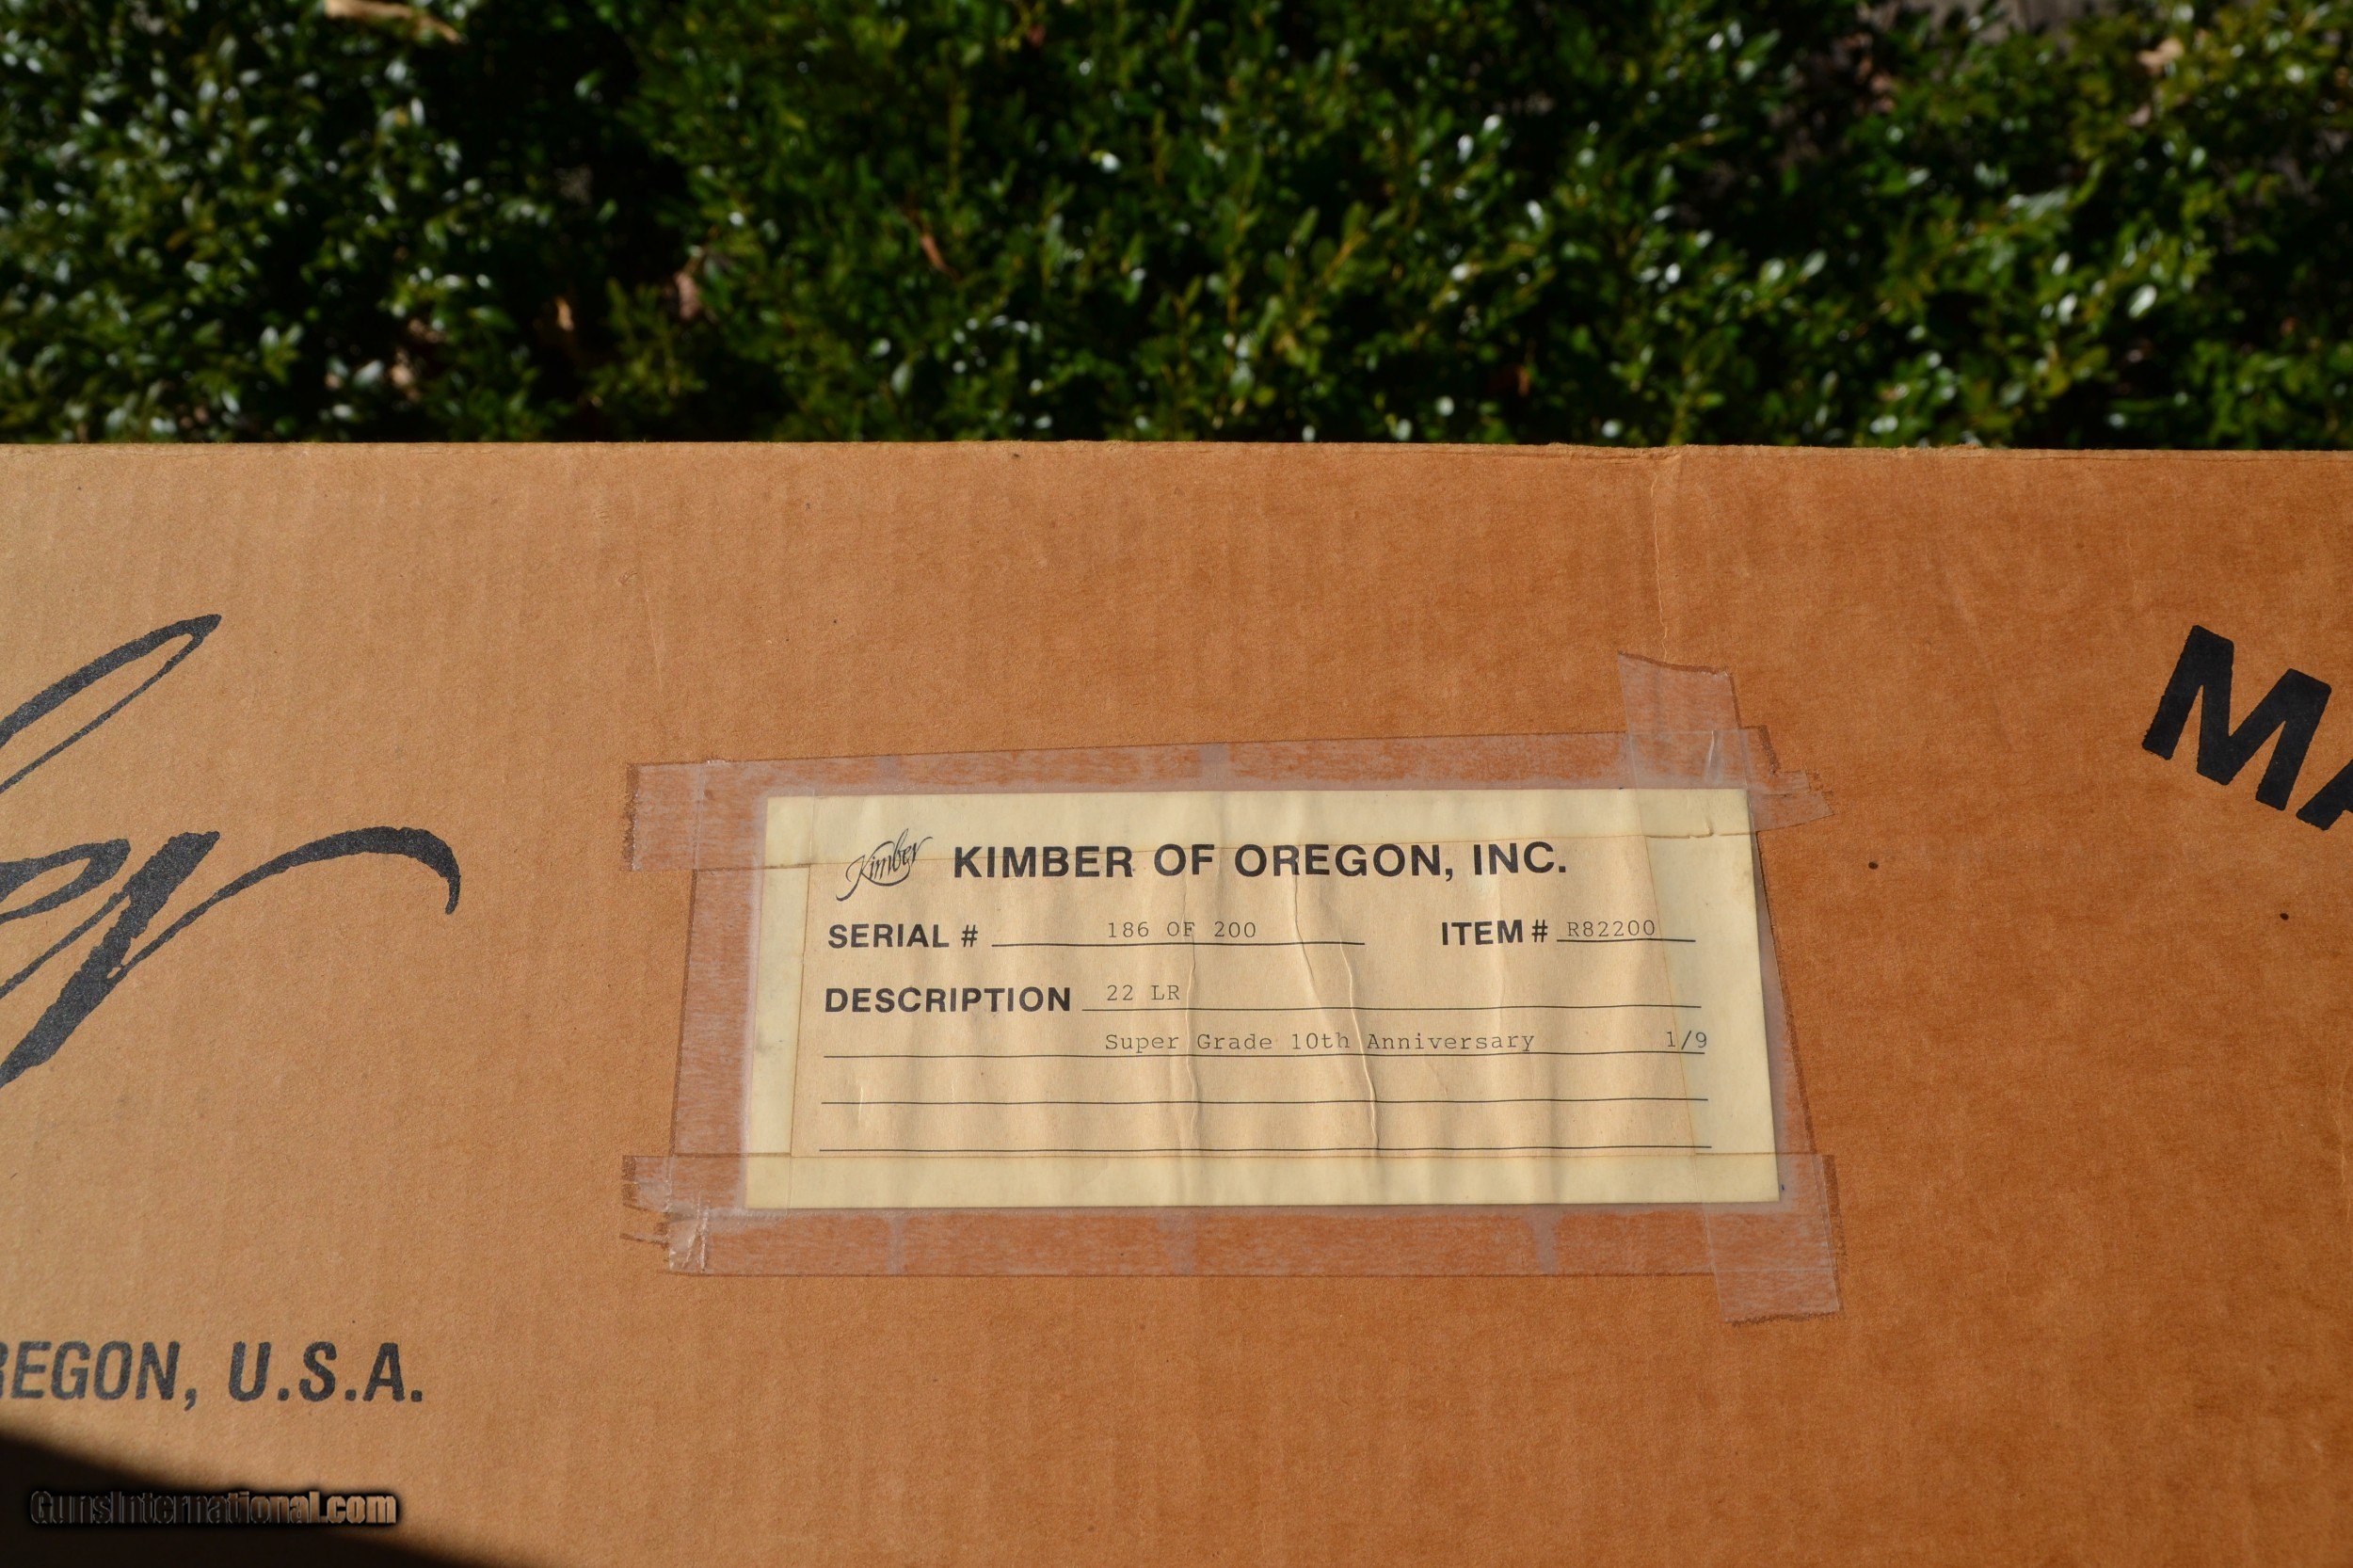 MA
Kimber KIMBER OF OREGON, INC.
SERIAL # 186 OF 200 ITEM # R82200
DESCRIPTION 22 LR
Super Grade 10th Anniversary 1/9
REGON, U.S.A.
GunsInternational.com